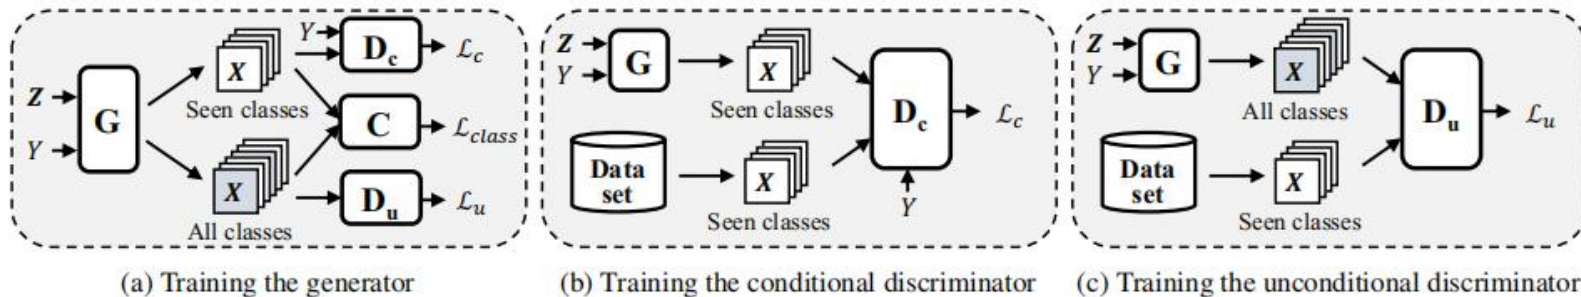 Z
Y
G
X
Seen classes
X
All classes
Y
D_c
C
D_u
ℒ_c
ℒ_class
ℒ_u
(a) Training the generator
Z
Y
G
X
Seen classes
Data
set
X
Seen classes
D_c
Y
ℒ_c
(b) Training the conditional discriminator
Z
Y
G
X
All classes
Data
set
X
Seen classes
D_u
ℒ_u
(c) Training the unconditional discriminator